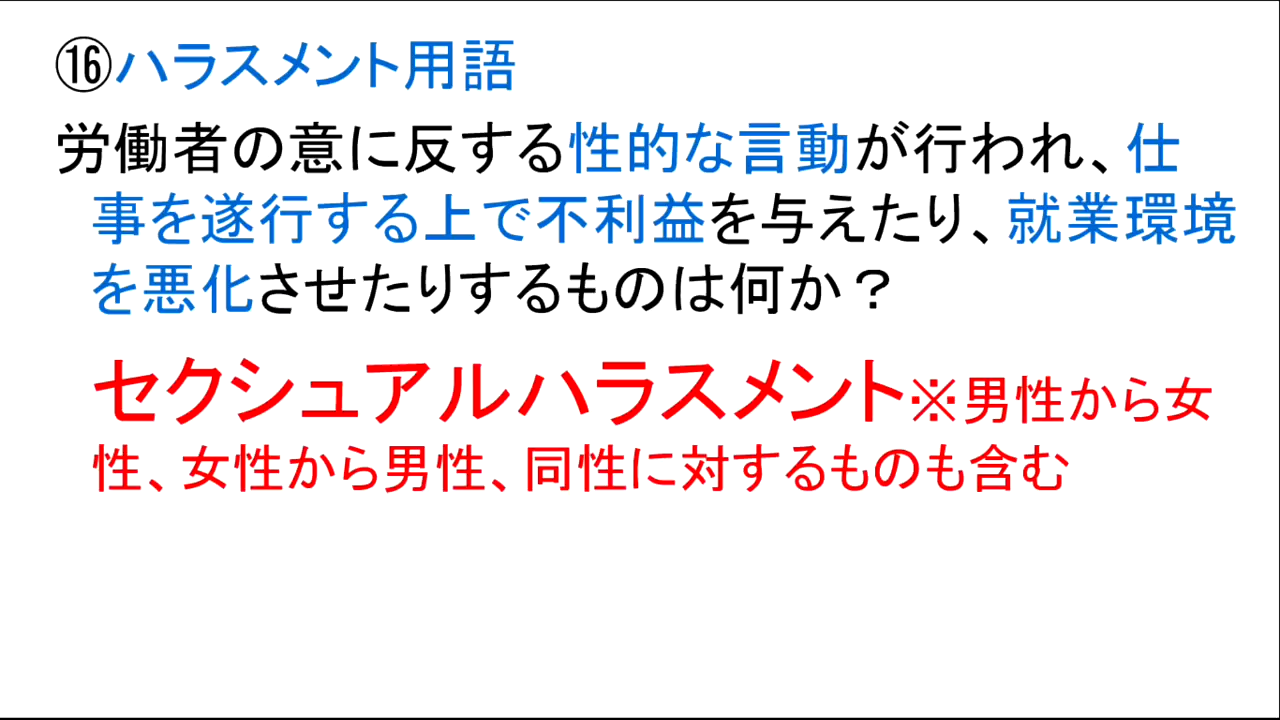 ⑯ハラスメント用語
労働者の意に反する性的な言動が行われ、仕
事を遂行する上で不利益を与えたり、就業環境
を悪化させたりするものは何か？
セクシュアルハラスメント※男性から女
性、女性から男性、同性に対するものも含む